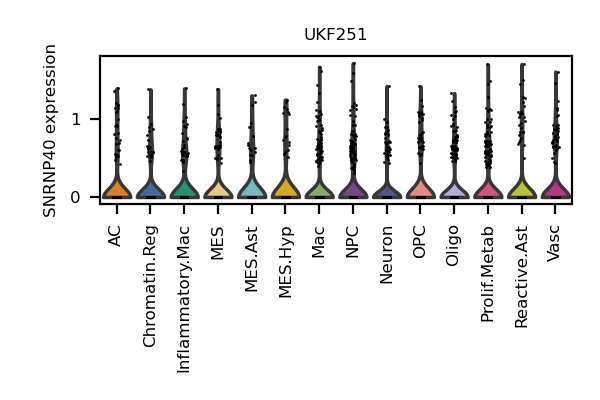 UKF251
SNRNP40 expression
1
0
AC
Chromatin.Reg
Inflammatory.Mac
MES
MES.Ast
MES.Hyp
Mac
NPC
Neuron
OPC
Oligo
Prolif.Metab
Reactive.Ast
Vasc